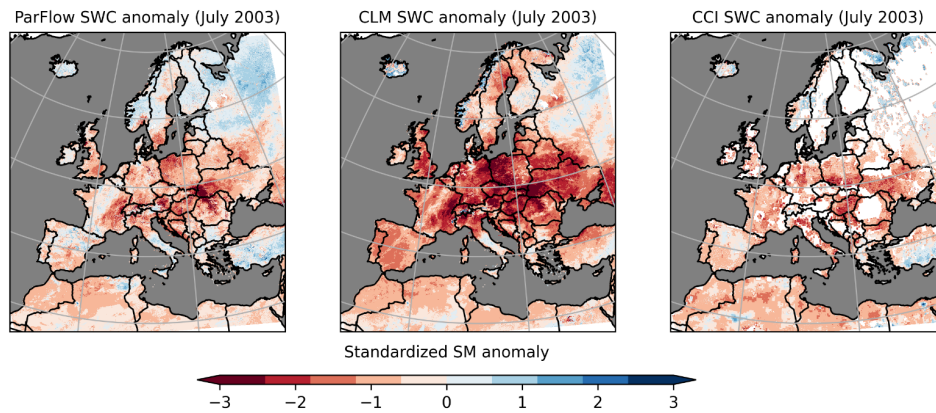 ParFlow SWC anomaly (July 2003) CLM SWC anomaly (July 2003) CCI SWC anomaly (July 2003)
Standardized SM anomaly
−3 −2 −1 0 1 2 3